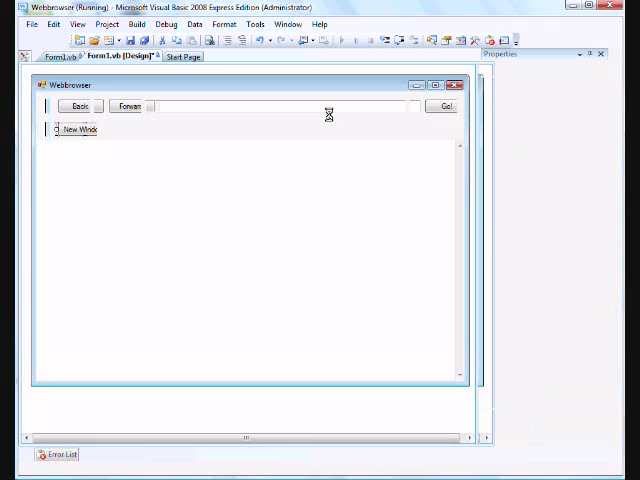 Webbrowser (Running) - Microsoft Visual Basic 2008 Express Edition (Administrator)
File Edit View Project Build Debug Data Format Tools Window Help
Form1.vb Form1.vb [Design]* Start Page Properties
Webbrowser
Back Forwar Go!
New Windo
Error List